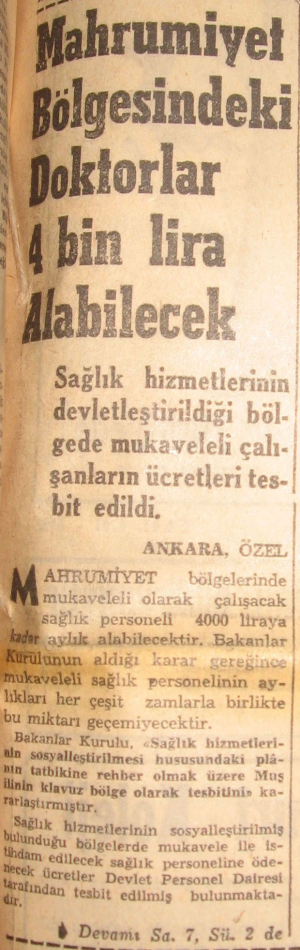 Mahrumiyet
Bölgesindeki
Doktorlar
4 bin lira
Alabilecek
Sağlık hizmetlerinin
devletleştirildiği böl-
gede mukaveleli çalı-
şanların ücretleri tes-
bit edildi.
ANKARA, ÖZEL
MAHRUMİYET bölgelerinde
mukaveleli olarak çalışacak
sağlık personeli 4000 liraya
kadar aylık alabilecektir. Bakanlar
Kurulunun aldığı karar gereğince
mukaveleli sağlık personelinin ay-
lıkları her çeşit zamlarla birlikte
bu miktarı geçemiyecektir.
Bakanlar Kurulu, «Sağlık hizmetleri-
nin sosyalleştirilmesi hususundaki plâ-
nın tatbikine rehber olmak üzere Muş
ilinin klavuz bölge olarak tesbitini» ka-
rarlaştırmıştır.
Sağlık hizmetlerinin sosyalleştirilmiş
bulunduğu bölgelerde mukavele ile is-
tihdam edilecek sağlık personeline öde-
necek ücretler Devlet Personel Dairesi
tarafından tesbit edilmiş bulunmakta-
dır.
Devamı Sa. 7, Sü. 2 de